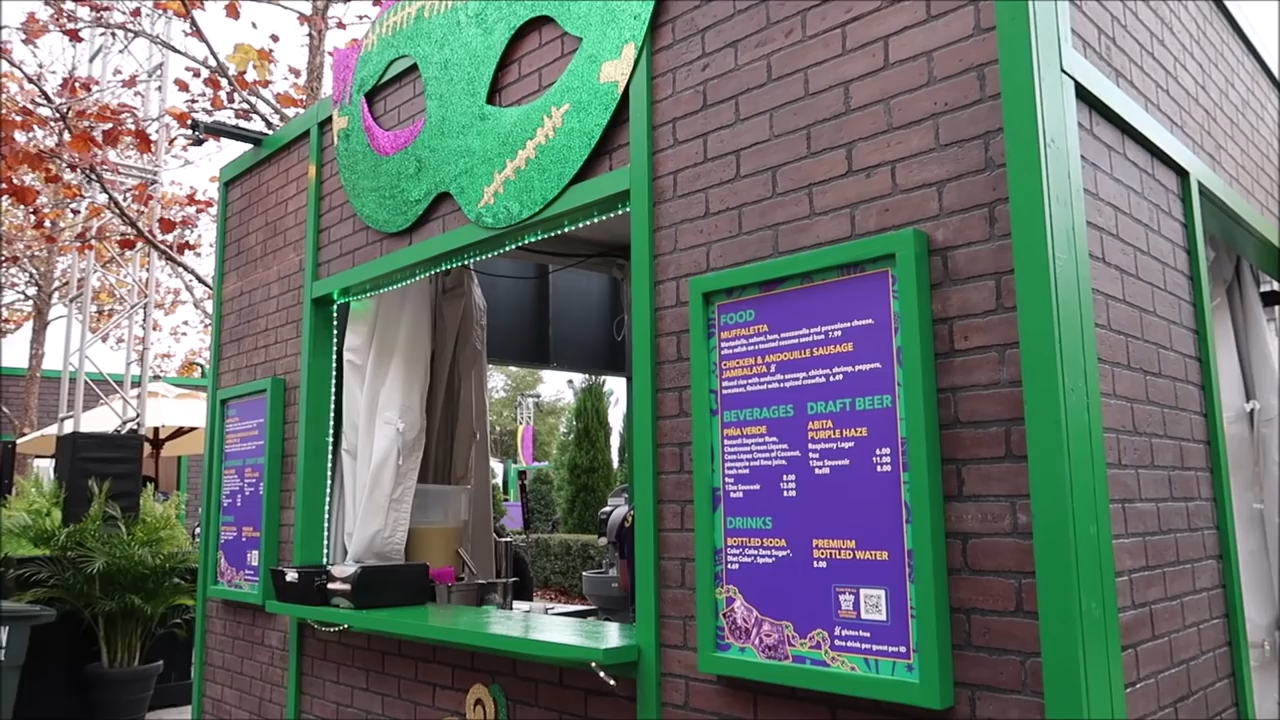 FOOD
MUFFALETTA
Mortadella, salami, ham, mozzarella and provolone cheese,
olive relish on a toasted sesame seed bun 7.99
CHICKEN & ANDOUILLE SAUSAGE
JAMBALAYA
Mixed rice with andouille sausage, chicken, shrimp, peppers,
tomatoes, finished with a spiced crawfish 6.49
BEVERAGES
PIÑA VERDE
Bacardi Superior Rum,
Chartreuse Green Liqueur,
Coco López Cream of Coconut,
pineapple and lime juice,
fresh mint
9oz 8.00
12oz Souvenir 13.00
Refill 8.00
DRAFT BEER
ABITA
PURPLE HAZE
Raspberry Lager
9oz 6.00
12oz Souvenir 11.00
Refill 8.00
DRINKS
BOTTLED SODA
Coke®, Coke Zero Sugar®,
Diet Coke®, Sprite®
4.69
PREMIUM
BOTTLED WATER
5.00
gluten free
One drink per guest per ID